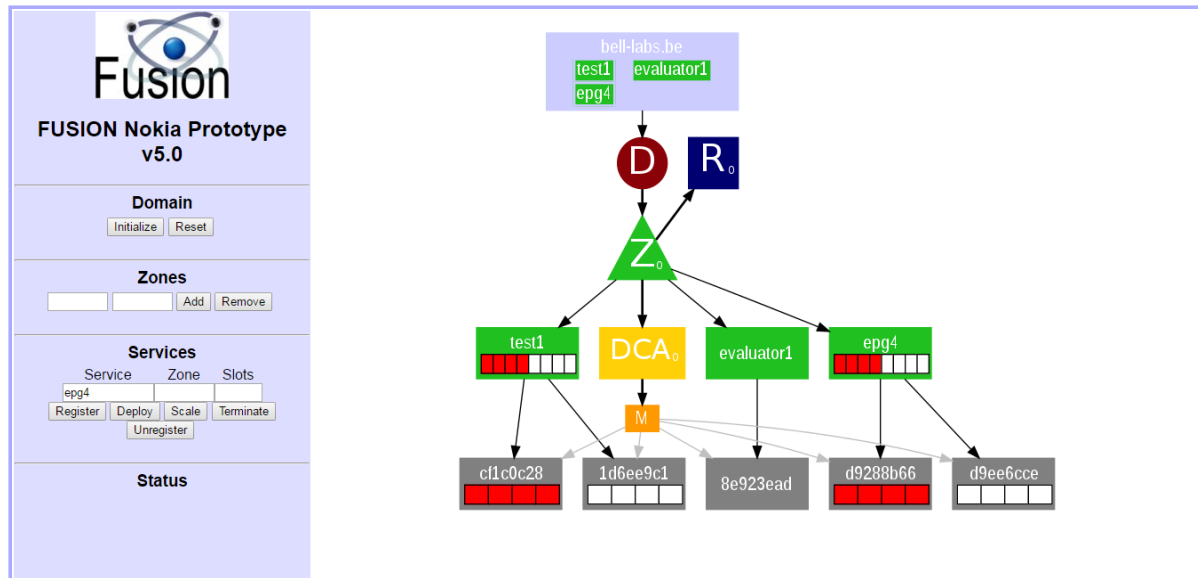 Fusion
FUSION Nokia Prototype
v5.0
Domain
Initialize Reset
Zones
Add Remove
Services
Service Zone Slots
epg4
Register Deploy Scale Terminate
Unregister
Status
bell-labs.be
test1 evaluator1
epg4
D R0
Z0
test1 DCA0 evaluator1 epg4
M
cf1c0c28 1d6ee9c1 8e923ead d9288b66 d9ee6cce